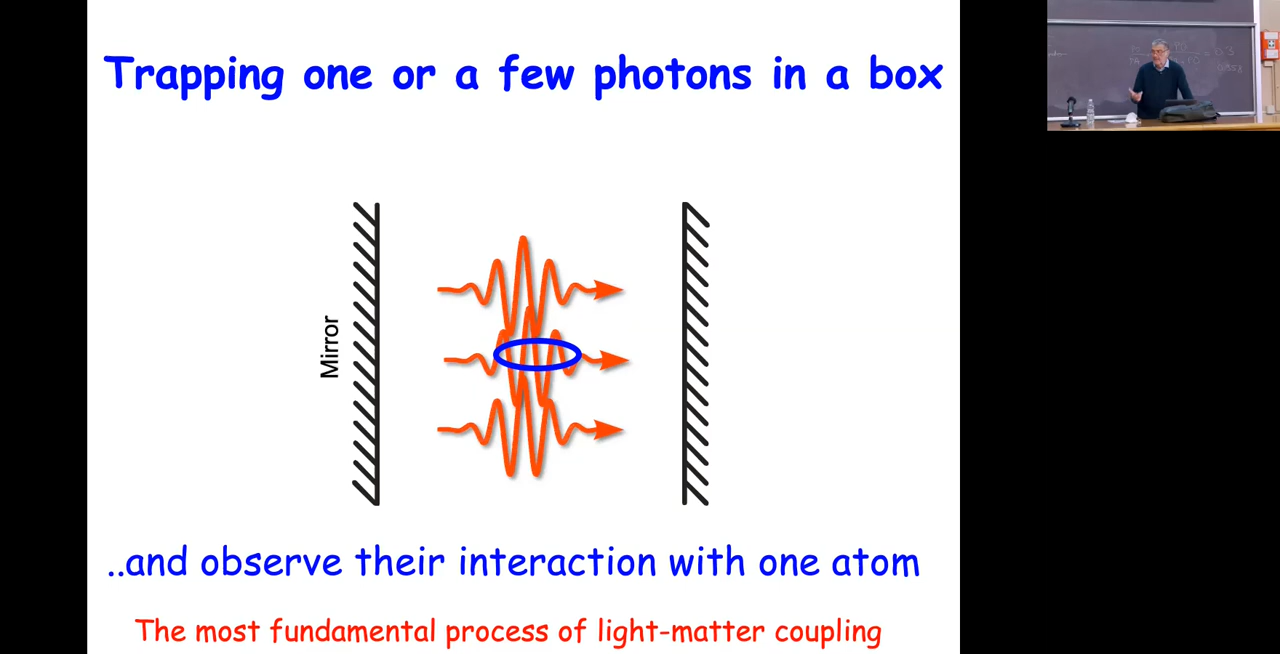 Trapping one or a few photons in a box
Mirror
..and observe their interaction with one atom
The most fundamental process of light-matter coupling